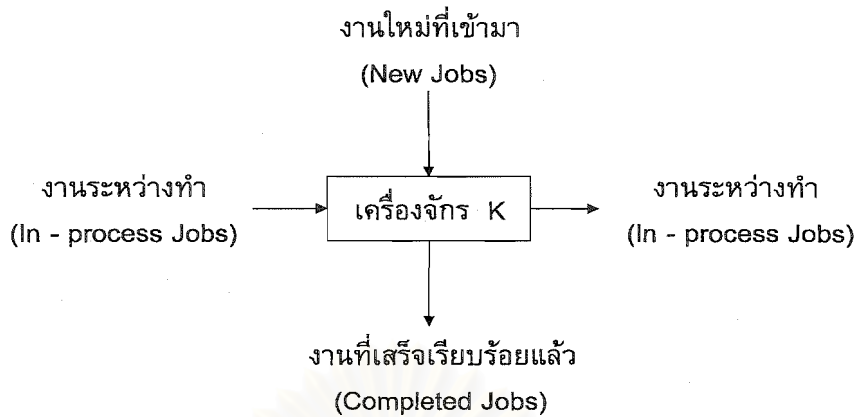 งานใหม่ที่เข้ามา
(New Jobs)
งานระหว่างทำ
(In - process Jobs)
เครื่องจักร K
งานระหว่างทำ
(In - process Jobs)
งานที่เสร็จเรียบร้อยแล้ว
(Completed Jobs)